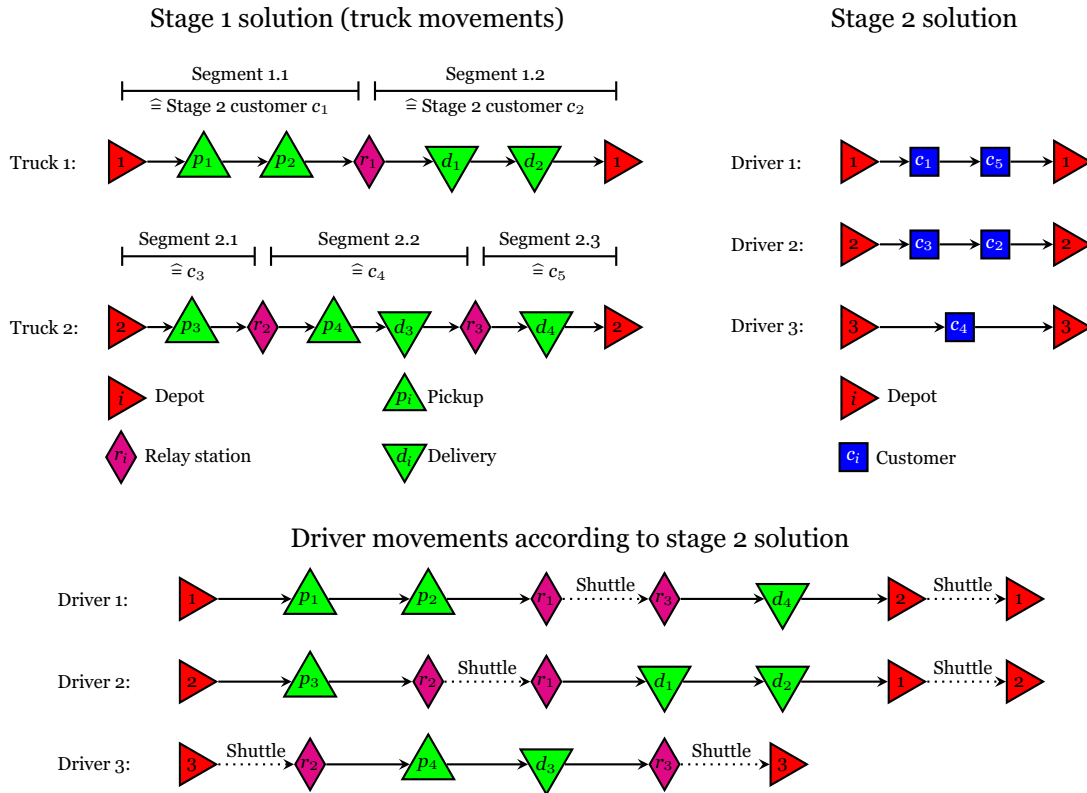 Stage 1 solution (truck movements)
Stage 2 solution
Segment 1.1 Segment 1.2
≘ Stage 2 customer c1 ≘ Stage 2 customer c2
Truck 1: 1 p1 p2 r1 d1 d2 1
Driver 1: 1 c1 c5 1
Segment 2.1 Segment 2.2 Segment 2.3
≘ c3 ≘ c4 ≘ c5
Driver 2: 2 c3 c2 2
Truck 2: 2 p3 r2 p4 d3 r3 d4 2
Driver 3: 3 c4 3
i Depot pi Pickup
i Depot
ri Relay station di Delivery
ci Customer
Driver movements according to stage 2 solution
Driver 1: 1 p1 p2 r1 Shuttle r3 d4 2 Shuttle 1
Driver 2: 2 p3 r2 Shuttle r1 d1 d2 1 Shuttle 2
Driver 3: 3 Shuttle r2 p4 d3 r3 Shuttle 3